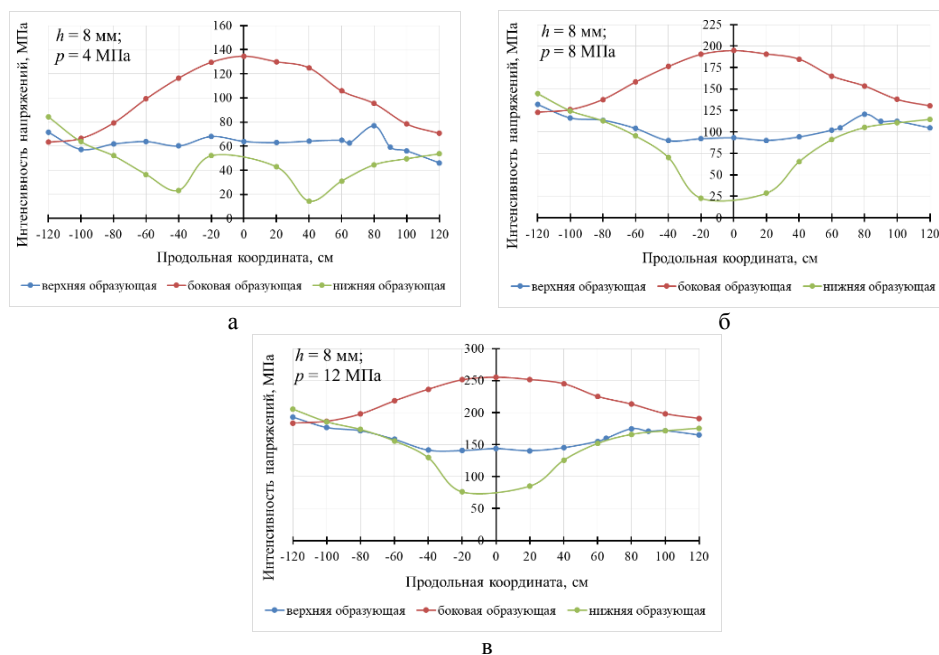 h = 8 мм;
p = 4 МПа
Интенсивность напряжений, МПа
160
140
120
100
80
60
40
20
0
-120 -100 -80 -60 -40 -20 0 20 40 60 80 100 120
Продольная координата, см
верхняя образующая боковая образующая нижняя образующая
а
h = 8 мм;
p = 8 МПа
Интенсивность напряжений, МПа
225
200
175
150
125
100
75
50
25
0
-120 -100 -80 -60 -40 -20 0 20 40 60 80 100 120
Продольная координата, см
верхняя образующая боковая образующая нижняя образующая
б
h = 8 мм;
p = 12 МПа
Интенсивность напряжений, МПа
300
250
200
150
100
50
0
-120 -100 -80 -60 -40 -20 0 20 40 60 80 100 120
Продольная координата, см
верхняя образующая боковая образующая нижняя образующая
в